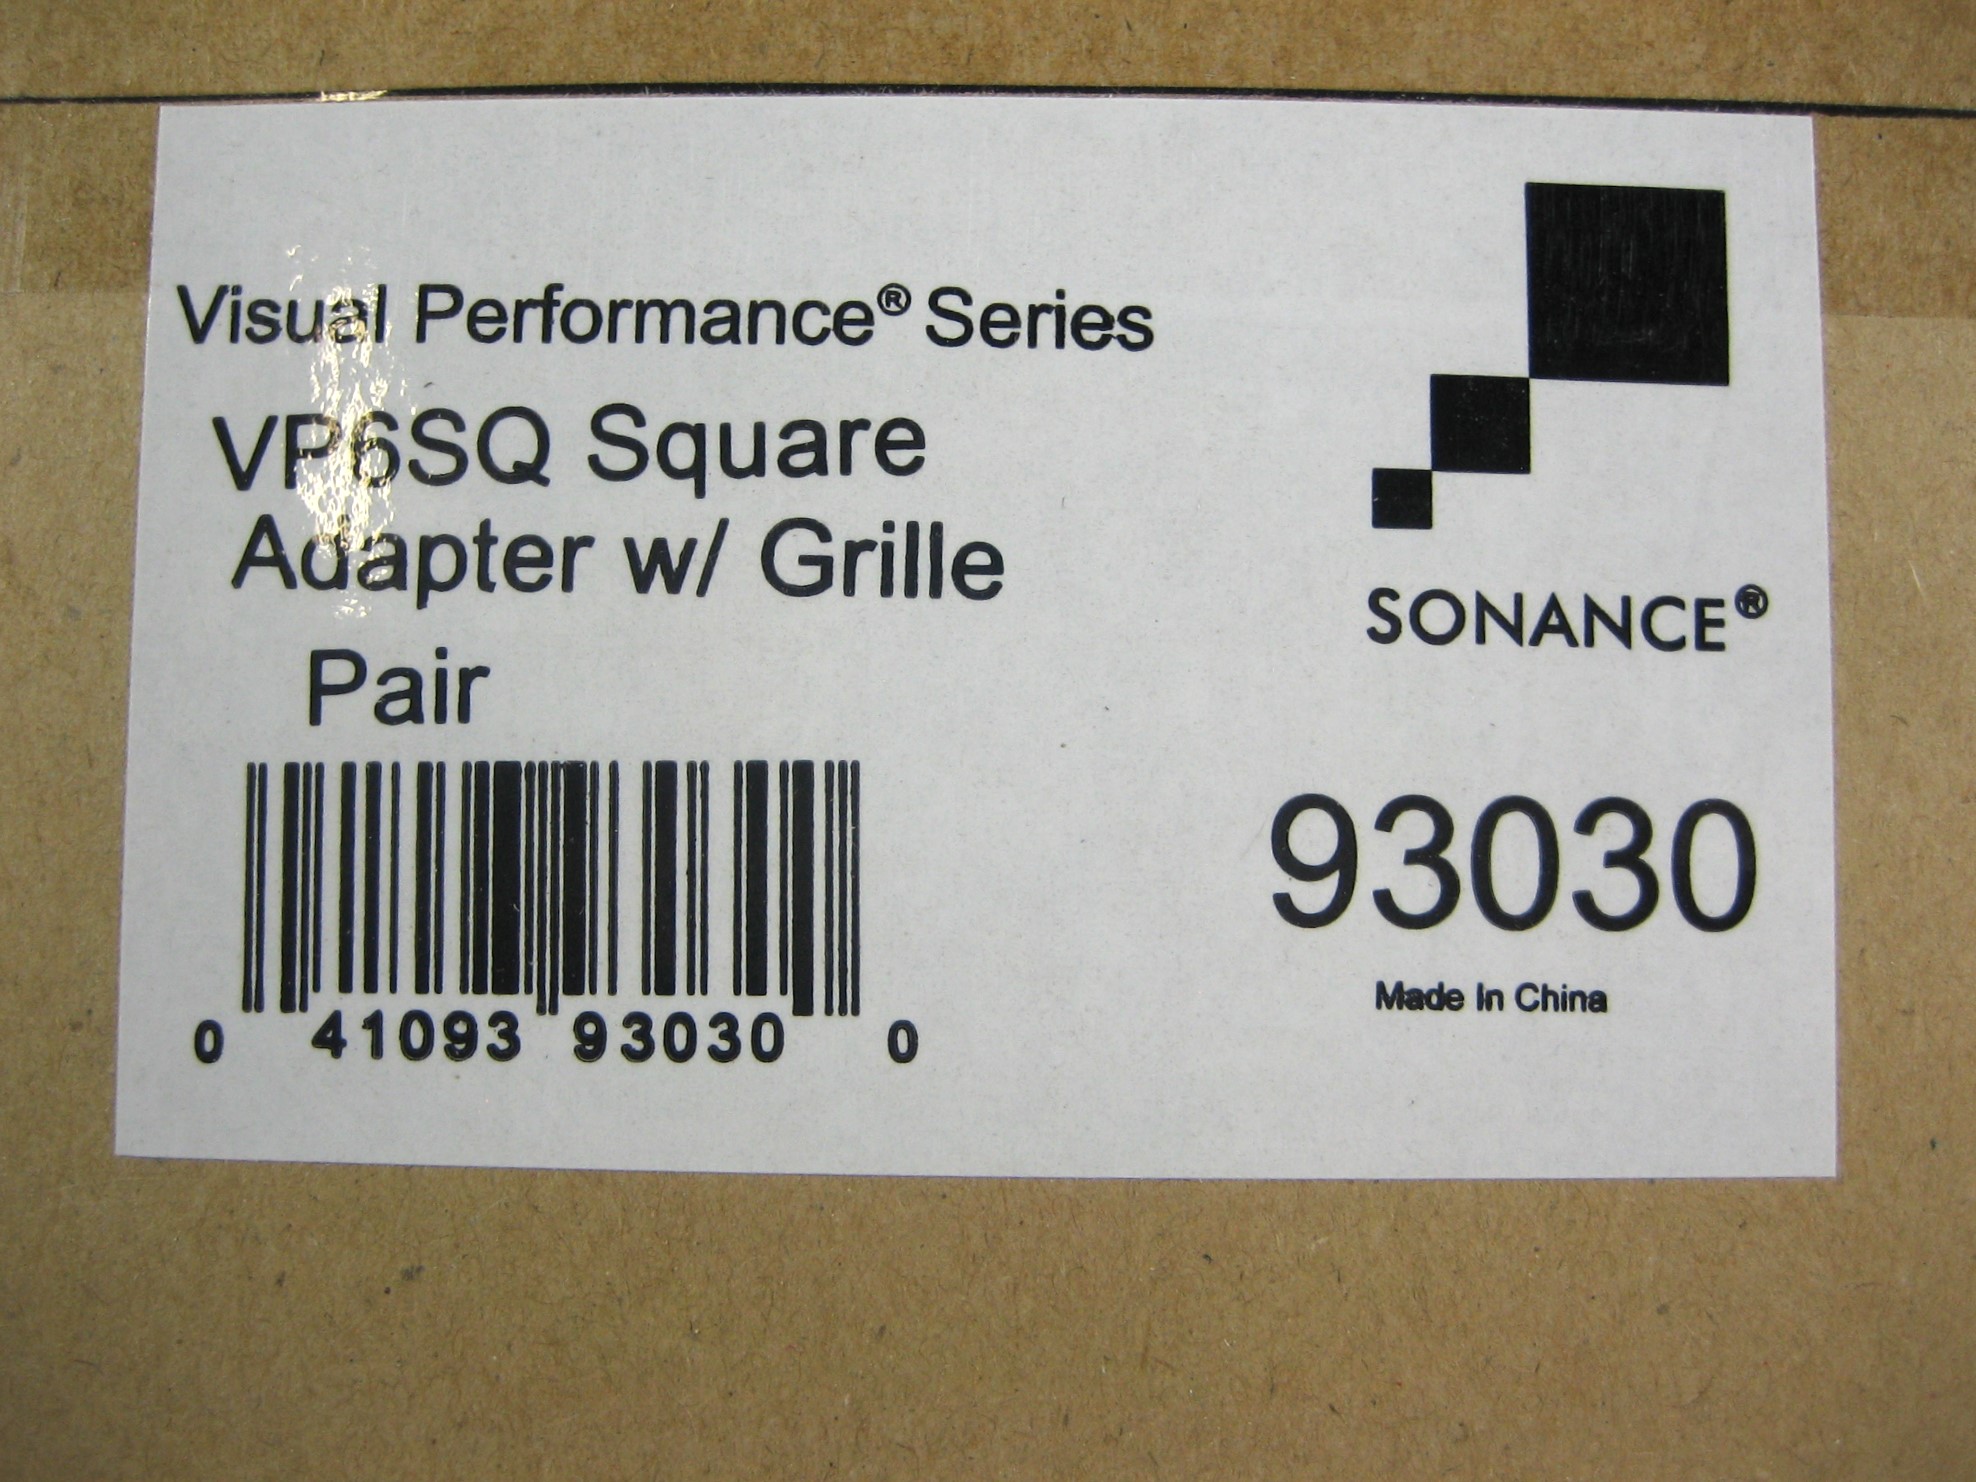 Visual Performance® Series
VP6SQ Square
Adapter w/ Grille
Pair
0 41093 93030 0
SONANCE®
93030
Made In China